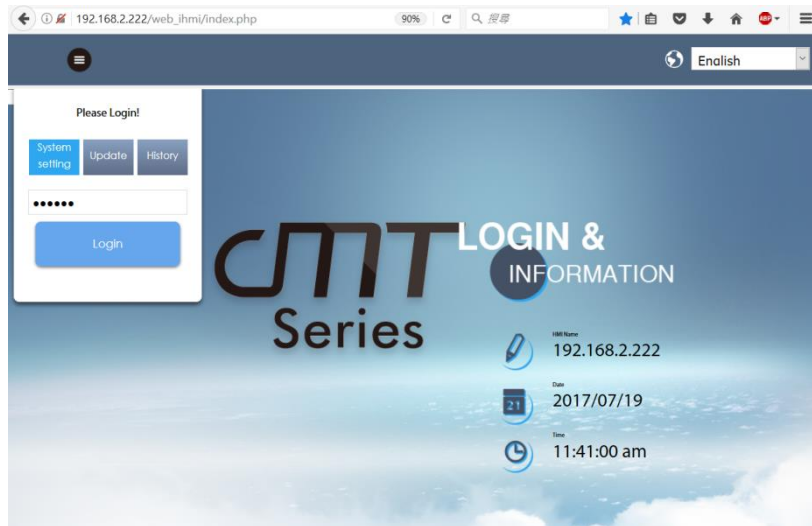 192.168.2.222/web_ihmi/index.php
90%
搜尋
ABP
English
Please Login!
System setting
Update
History
••••••
Login
cMT
Series
LOGIN &
INFORMATION
HMI Name
192.168.2.222
21
Date
2017/07/19
Time
11:41:00 am